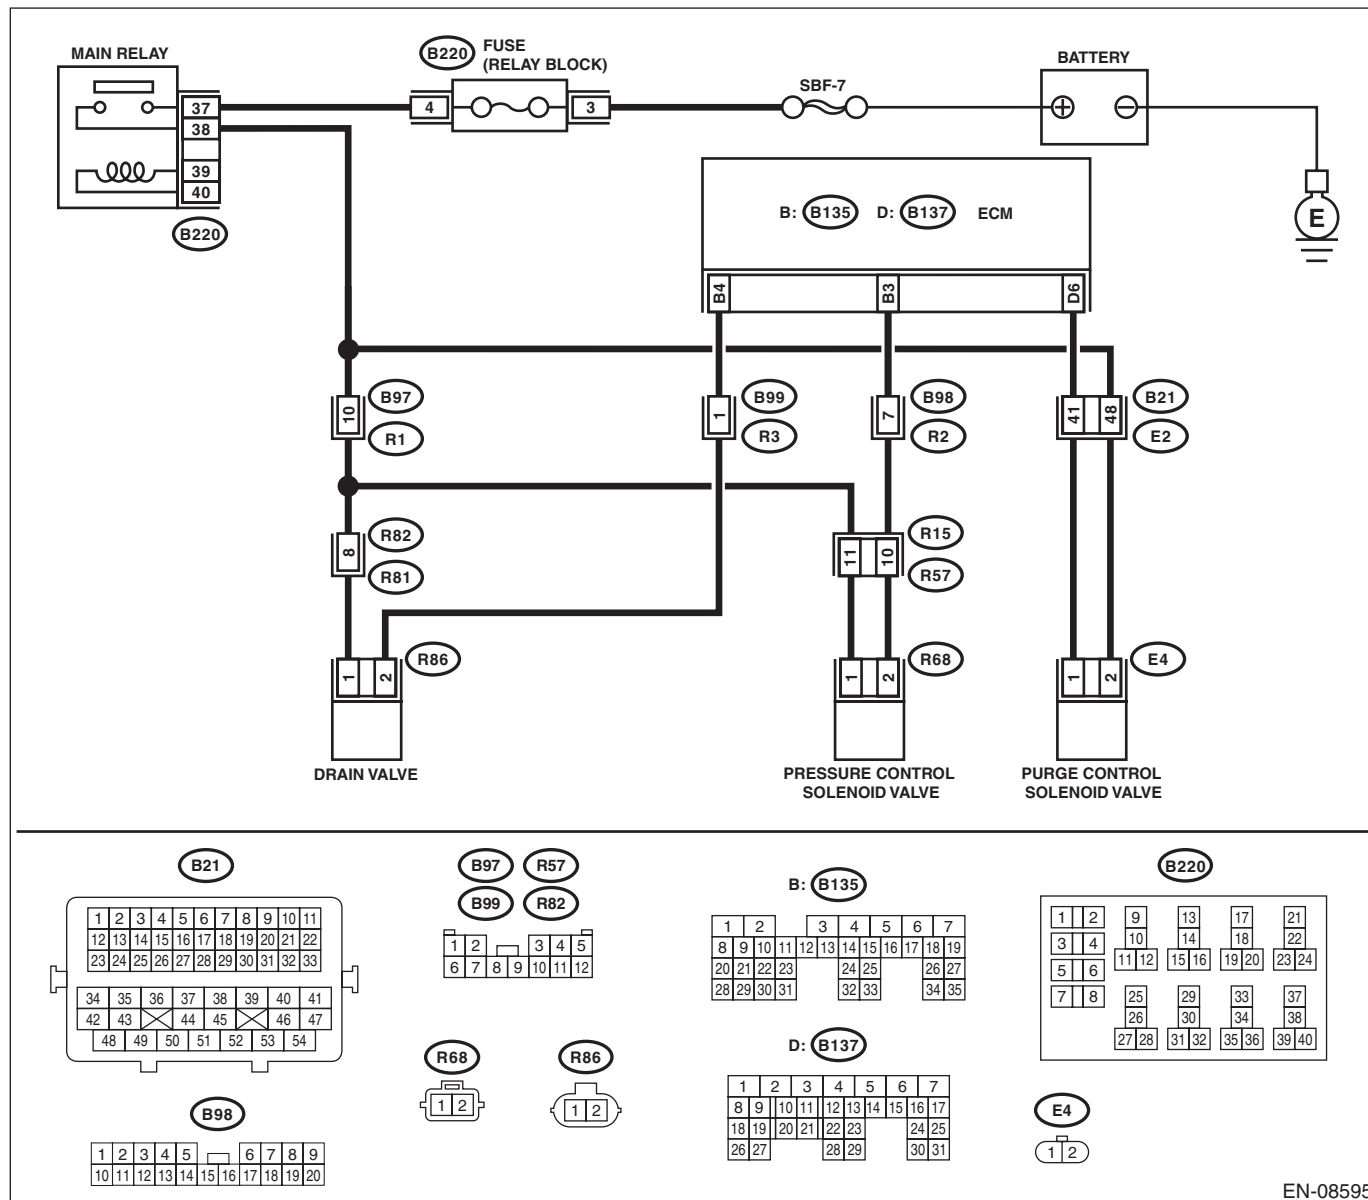 MAIN RELAY
B220
FUSE
(RELAY BLOCK)
SBF-7
BATTERY
37
38
39
40
4
3
B220
E
B: B135 D: B137 ECM
B4
B3
D6
10
B97
R1
1
B99
R3
7
B98
R2
41
48
B21
E2
8
R82
R81
11
10
R15
R57
1
2
R86
1
2
R68
1
2
E4
DRAIN VALVE
PRESSURE CONTROL
SOLENOID VALVE
PURGE CONTROL
SOLENOID VALVE
B21
1 2 3 4 5 6 7 8 9 10 11
12 13 14 15 16 17 18 19 20 21 22
23 24 25 26 27 28 29 30 31 32 33
34 35 36 37 38 39 40 41
42 43 44 45 46 47
48 49 50 51 52 53 54
B98
1 2 3 4 5 6 7 8 9
10 11 12 13 14 15 16 17 18 19 20
B97 R57
B99 R82
1 2 3 4 5
6 7 8 9 10 11 12
R68
1 2
R86
1 2
B: B135
1 2 3 4 5 6 7
8 9 10 11 12 13 14 15 16 17 18 19
20 21 22 23 24 25 26 27
28 29 30 31 32 33 34 35
D: B137
1 2 3 4 5 6 7
8 9 10 11 12 13 14 15 16 17
18 19 20 21 22 23 24 25
26 27 28 29 30 31
B220
1 2 9 13 17 21
3 4 10 14 18 22
5 6 11 12 15 16 19 20 23 24
7 8 25 29 33 37
26 30 34 38
27 28 31 32 35 36 39 40
E4
1 2
EN-08595